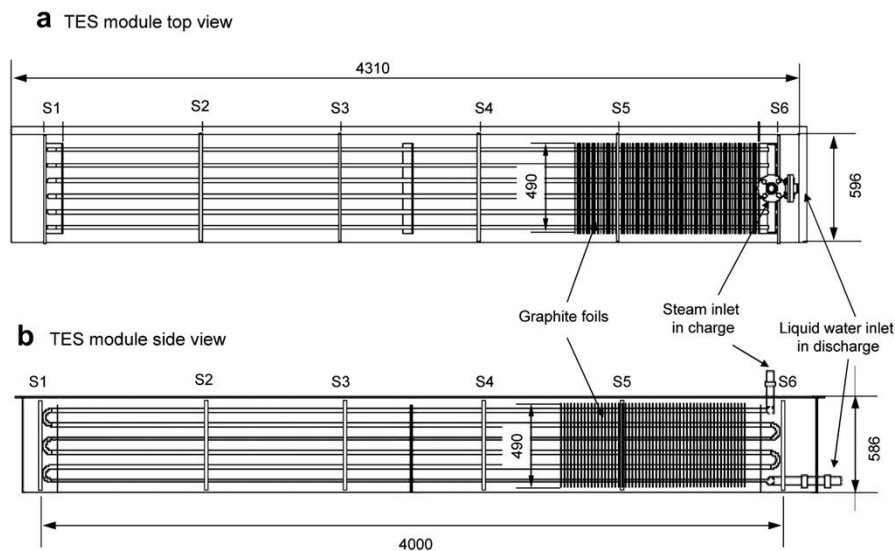 a TES module top view
4310
S1
S2
S3
S4
S5
S6
490
596
Graphite foils
Steam inlet
in charge
Liquid water inlet
in discharge
b TES module side view
S1
S2
S3
S4
S5
S6
490
586
4000